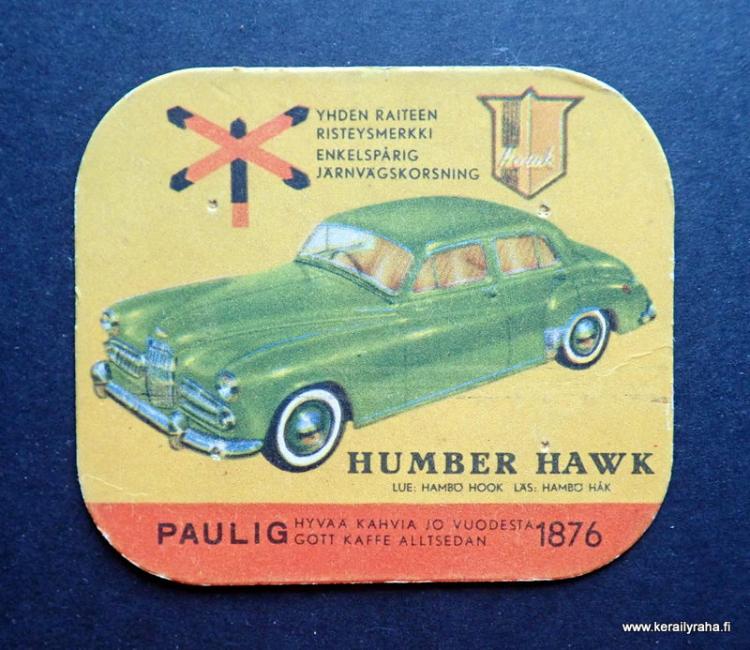 YHDEN RAITEEN
RISTEYSMERKKI
ENKELSPÅRIG
JÄRNVÄGSKORSNING
Hawk
HUMBER HAWK
LUE: HAMBÖ HOOK LÄS: HAMBÖ HÅK
PAULIG HYVÄÄ KAHVIA JO VUODESTA 1876
GOTT KAFFE ALLTSEDAN
www.kerailyraha.fi